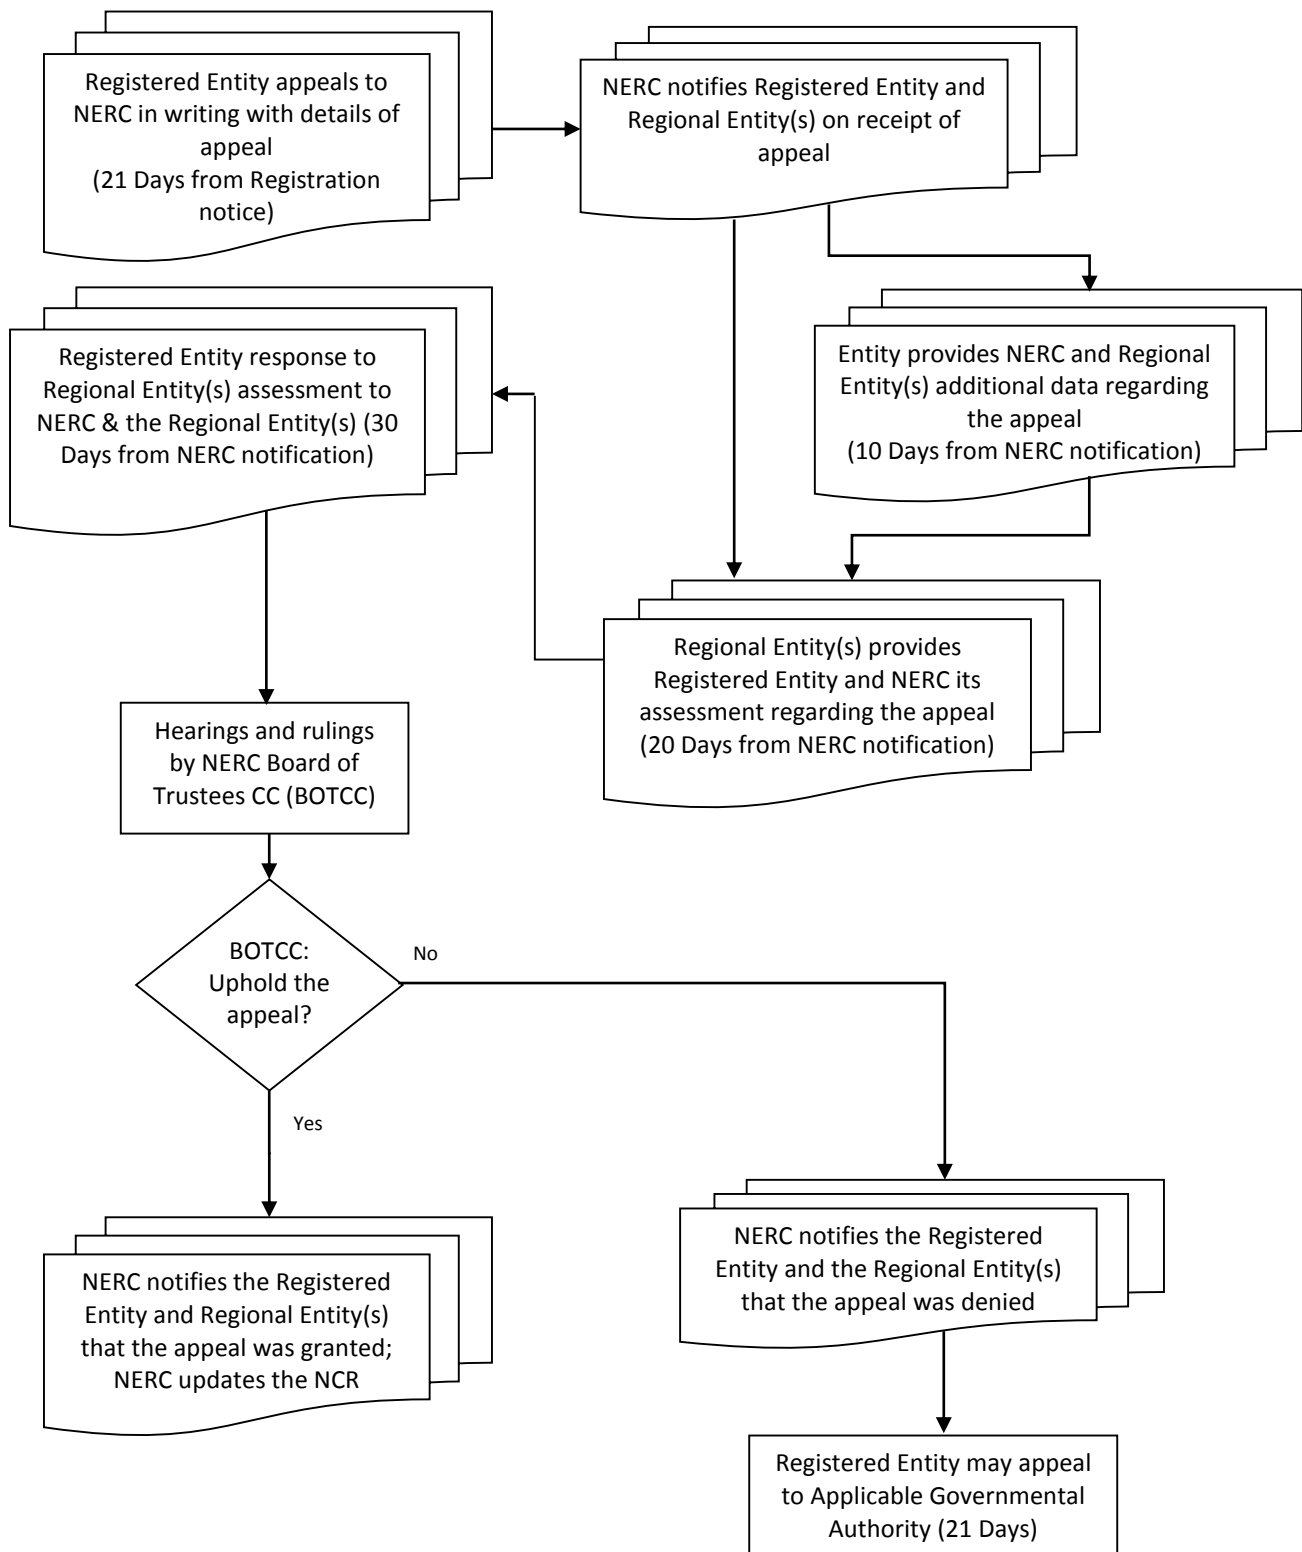 Registered Entity appeals to
NERC in writing with details of
appeal
(21 Days from Registration
notice)
NERC notifies Registered Entity and
Regional Entity(s) on receipt of
appeal
Entity provides NERC and Regional
Entity(s) additional data regarding
the appeal
(10 Days from NERC notification)
Regional Entity(s) provides
Registered Entity and NERC its
assessment regarding the appeal
(20 Days from NERC notification)
Registered Entity response to
Regional Entity(s) assessment to
NERC & the Regional Entity(s) (30
Days from NERC notification)
Hearings and rulings
by NERC Board of
Trustees CC (BOTCC)
BOTCC:
Uphold the
appeal?
No
Yes
NERC notifies the Registered
Entity and Regional Entity(s)
that the appeal was granted;
NERC updates the NCR
NERC notifies the Registered
Entity and the Regional Entity(s)
that the appeal was denied
Registered Entity may appeal
to Applicable Governmental
Authority (21 Days)